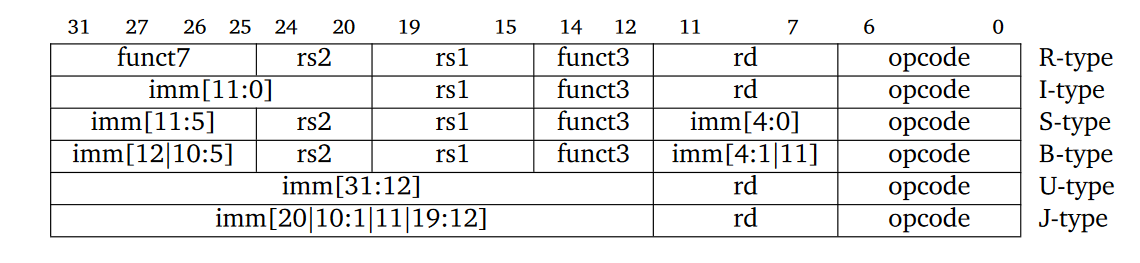 31 27 26 25 24 20 19 15 14 12 11 7 6 0
funct7 rs2 rs1 funct3 rd opcode R-type
imm[11:0] rs1 funct3 rd opcode I-type
imm[11:5] rs2 rs1 funct3 imm[4:0] opcode S-type
imm[12|10:5] rs2 rs1 funct3 imm[4:1|11] opcode B-type
imm[31:12] rd opcode U-type
imm[20|10:1|11|19:12] rd opcode J-type